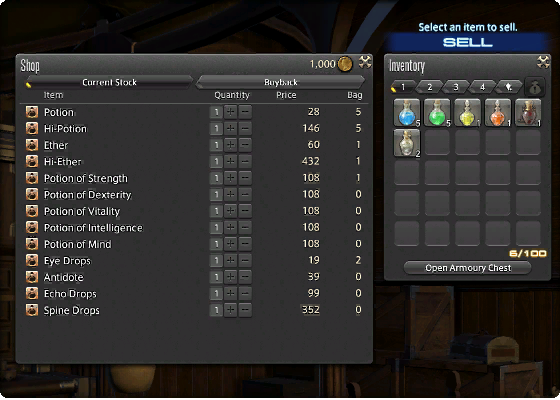 Select an item to sell.
SELL
Shop 1,000
Current Stock Buyback
Item Quantity Price Bag
Potion 1 + − 28 5
Hi-Potion 1 + − 146 5
Ether 1 + − 60 1
Hi-Ether 1 + − 432 1
Potion of Strength 1 + − 108 1
Potion of Dexterity 1 + − 108 0
Potion of Vitality 1 + − 108 0
Potion of Intelligence 1 + − 108 0
Potion of Mind 1 + − 108 0
Eye Drops 1 + − 19 2
Antidote 1 + − 39 0
Echo Drops 1 + − 99 0
Spine Drops 1 + − 352 0
Inventory
1 2 3 4
5 5 1 1 1
2
6/100
Open Armoury Chest